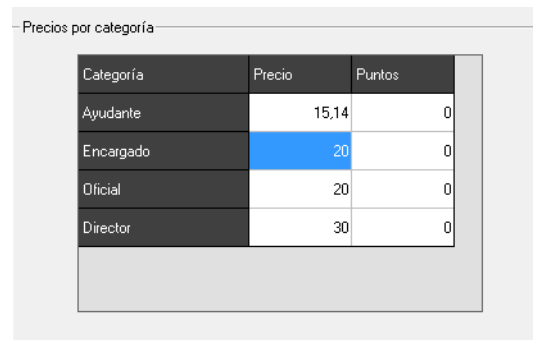 Precios por categoría
Categoría Precio Puntos
Ayudante 15,14 0
Encargado 20 0
Oficial 20 0
Director 30 0